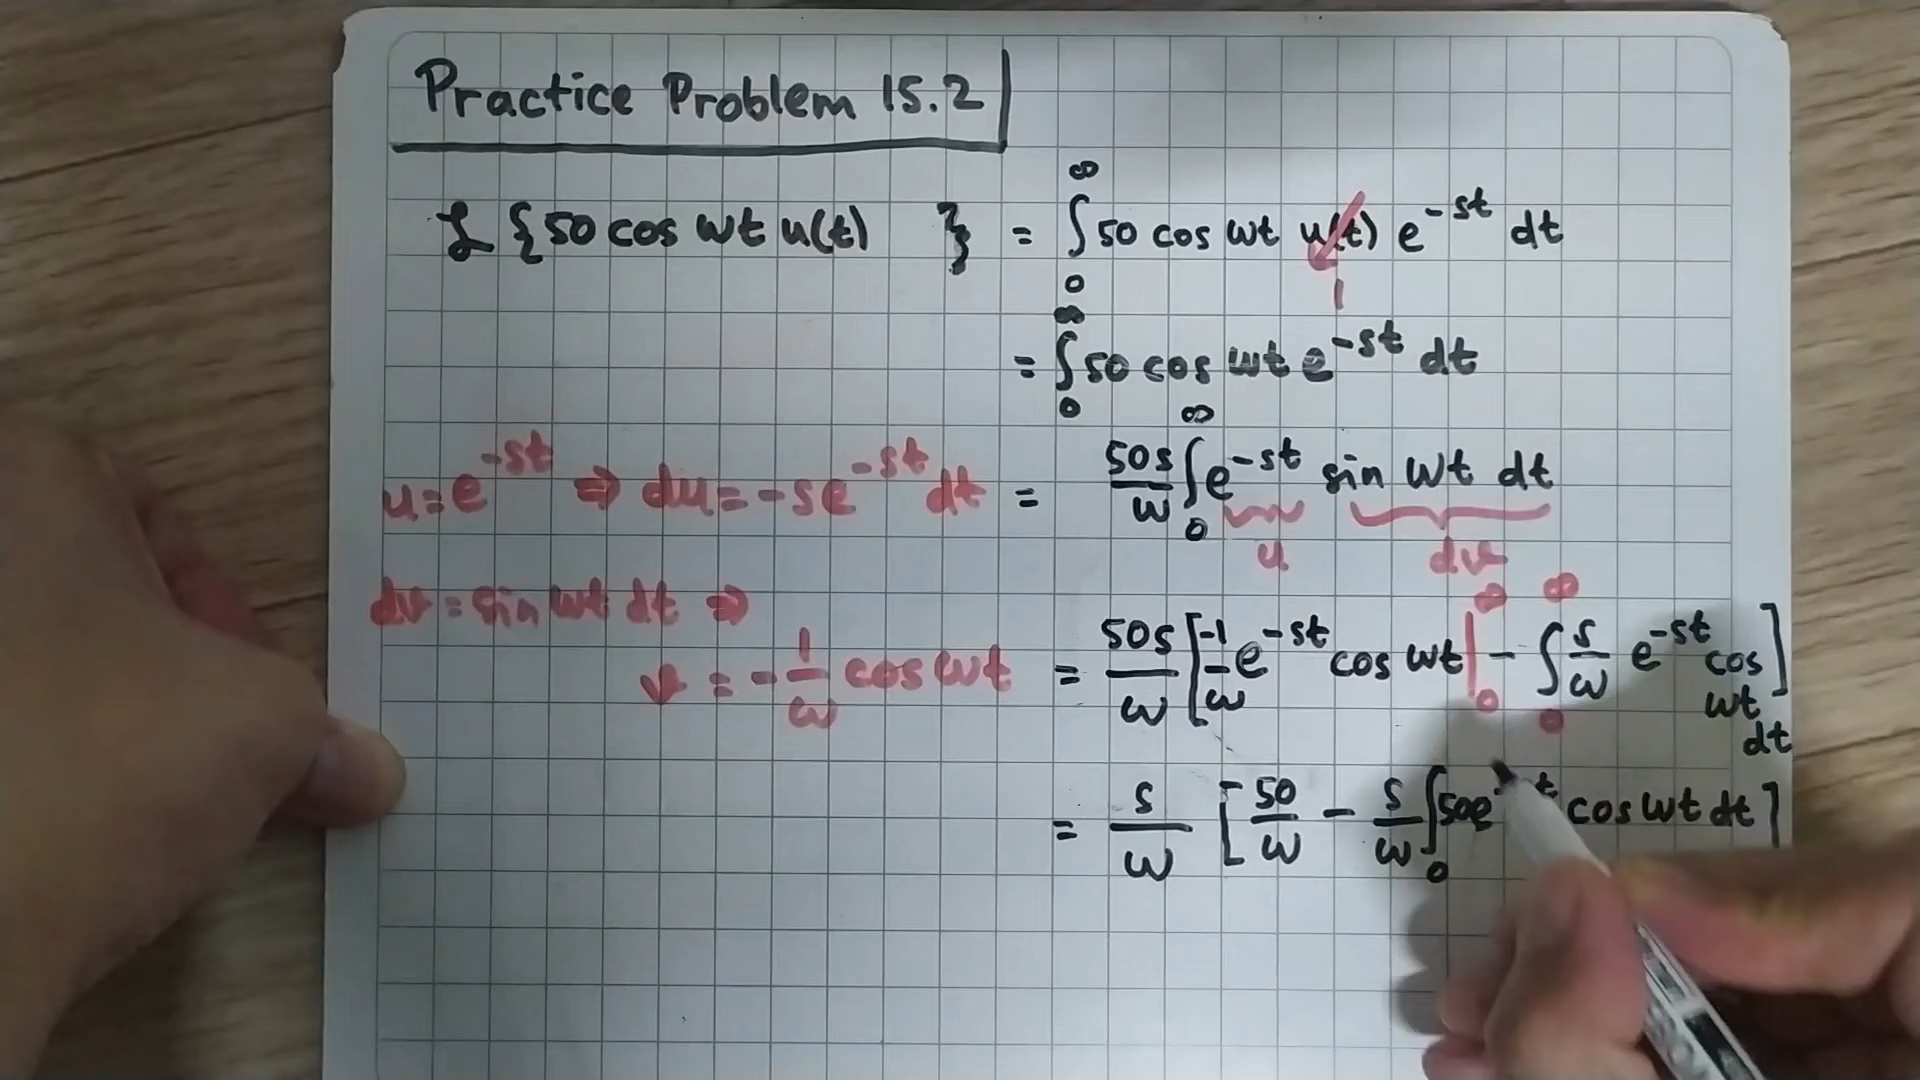 Practice Problem 15.2
ℒ {50 cos ωt u(t) } = ∫₀^∞ 50 cos ωt u(t) e^{-st} dt
1
= ∫₀^∞ 50 cos ωt e^{-st} dt
u = e^{-st} ⇒ du = -se^{-st} dt = 50s/ω ∫₀^∞ e^{-st} sin ωt dt
u dv
dv = sin ωt dt ⇒
v = -1/ω cos ωt = 50s/ω [-1/ω e^{-st} cos ωt |₀^∞ - ∫₀^∞ s/ω e^{-st} cos ωt dt]
= s/ω [50/ω - s/ω ∫₀ 50e t cos ωt dt]